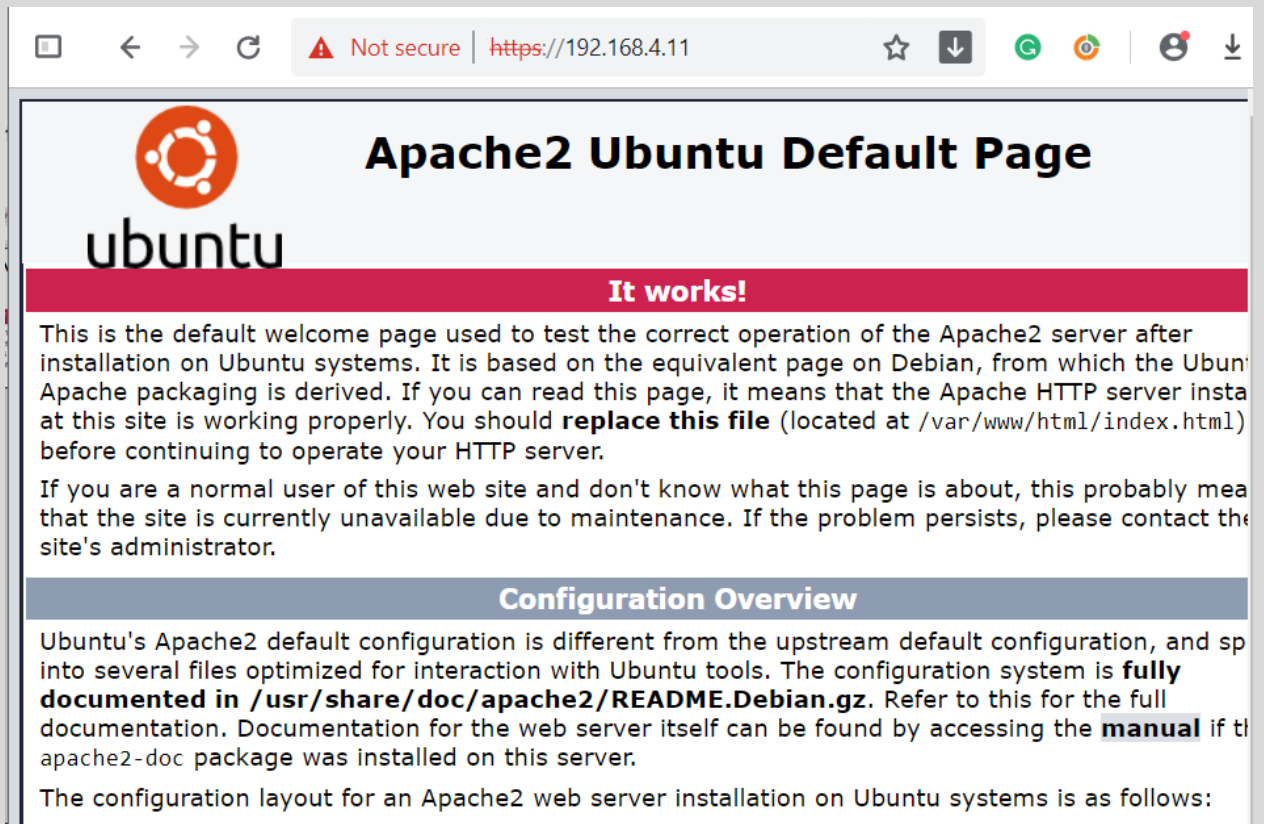 Not secure https://192.168.4.11
Apache2 Ubuntu Default Page
ubuntu
It works!
This is the default welcome page used to test the correct operation of the Apache2 server after
installation on Ubuntu systems. It is based on the equivalent page on Debian, from which the
Apache packaging is derived. If you can read this page, it means that the Apache HTTP server
at this site is working properly. You should replace this file (located at /var/www/html/index.html)
before continuing to operate your HTTP server.
If you are a normal user of this web site and don't know what this page is about, this probably
that the site is currently unavailable due to maintenance. If the problem persists, please contact the
site's administrator.
Configuration Overview
Ubuntu's Apache2 default configuration is different from the upstream default configuration, and
into several files optimized for interaction with Ubuntu tools. The configuration system is fully
documented in /usr/share/doc/apache2/README.Debian.gz. Refer to this for the full
documentation. Documentation for the web server itself can be found by accessing the manual if
apache2-doc package was installed on this server.
The configuration layout for an Apache2 web server installation on Ubuntu systems is as follows: